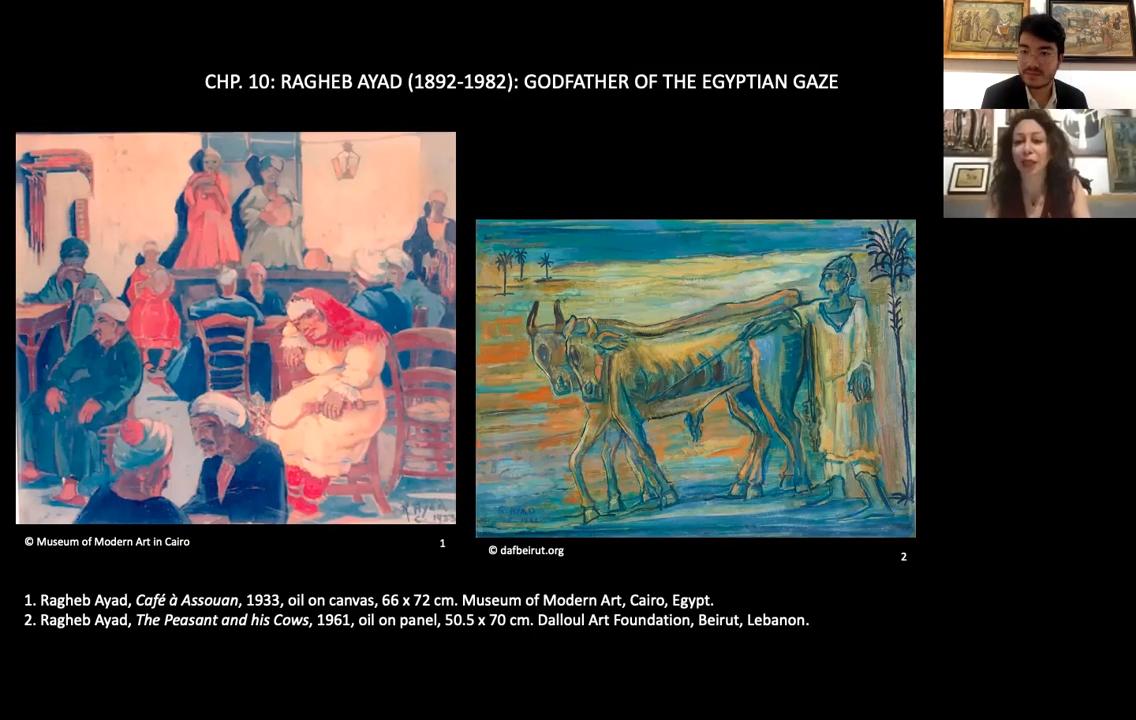 CHP. 10: RAGHEB AYAD (1892-1982): GODFATHER OF THE EGYPTIAN GAZE
R AYAD
1933
© Museum of Modern Art in Cairo
1
© dafbeirut.org
2
1. Ragheb Ayad, Café à Assouan, 1933, oil on canvas, 66 x 72 cm. Museum of Modern Art, Cairo, Egypt.
2. Ragheb Ayad, The Peasant and his Cows, 1961, oil on panel, 50.5 x 70 cm. Dalloul Art Foundation, Beirut, Lebanon.